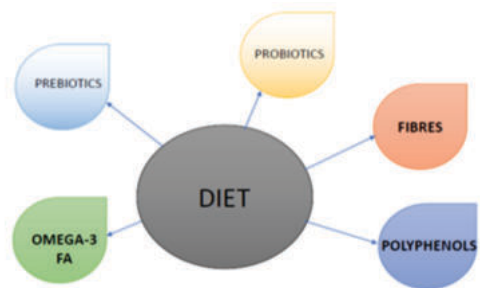 PROBIOTICS
PREBIOTICS
FIBRES
DIET
OMEGA-3
FA
POLYPHENOLS